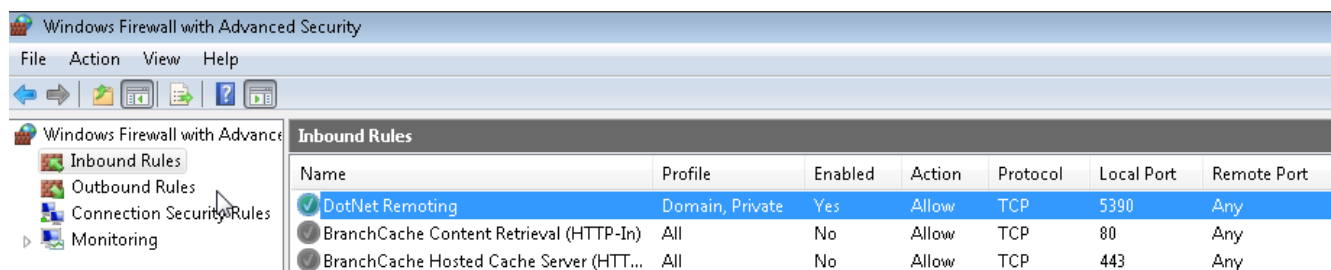 Windows Firewall with Advanced Security
File Action View Help
Windows Firewall with Advance
Inbound Rules
Outbound Rules
Connection Security Rules
Monitoring
Inbound Rules
Name Profile Enabled Action Protocol Local Port Remote Port
DotNet Remoting Domain, Private Yes Allow TCP 5390 Any
BranchCache Content Retrieval (HTTP-In) All No Allow TCP 80 Any
BranchCache Hosted Cache Server (HTT... All No Allow TCP 443 Any